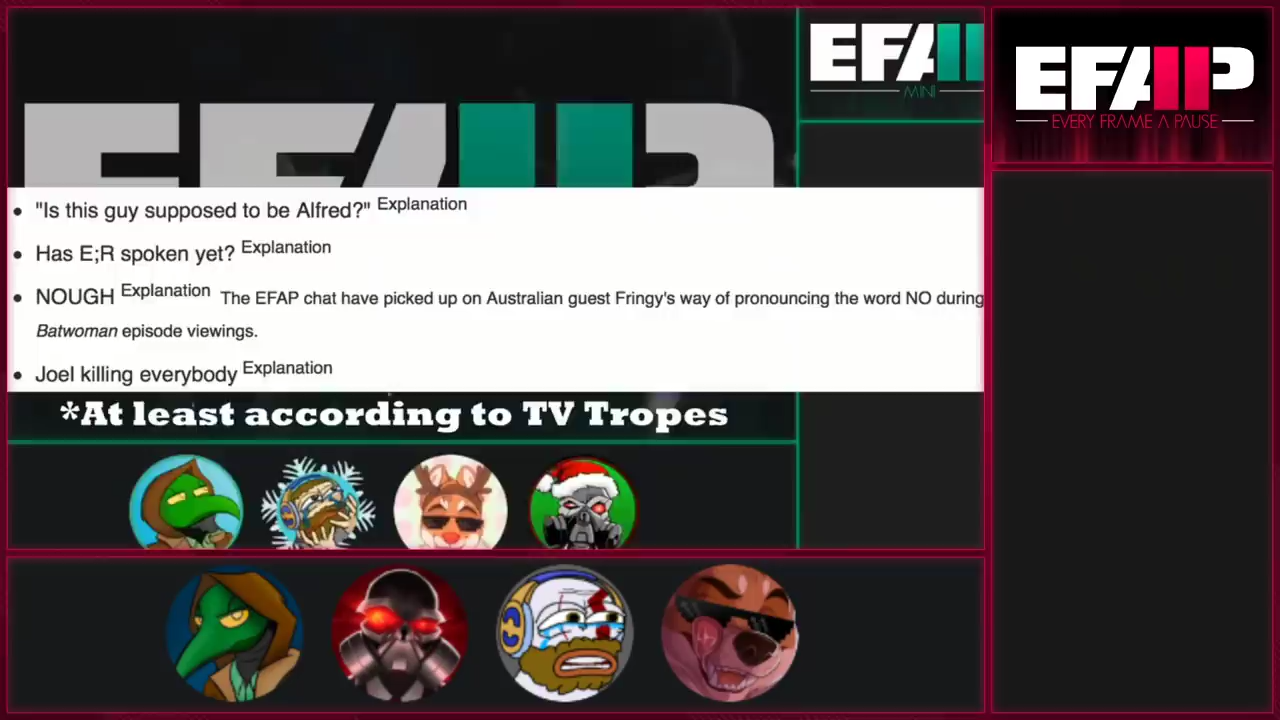 EFAP
MINI
EFAP
EVERY FRAME A PAUSE
EFAP
• "Is this guy supposed to be Alfred?" Explanation
• Has E;R spoken yet? Explanation
• NOUGH Explanation The EFAP chat have picked up on Australian guest Fringy's way of pronouncing the word NO during
Batwoman episode viewings.
• Joel killing everybody Explanation
*At least according to TV Tropes